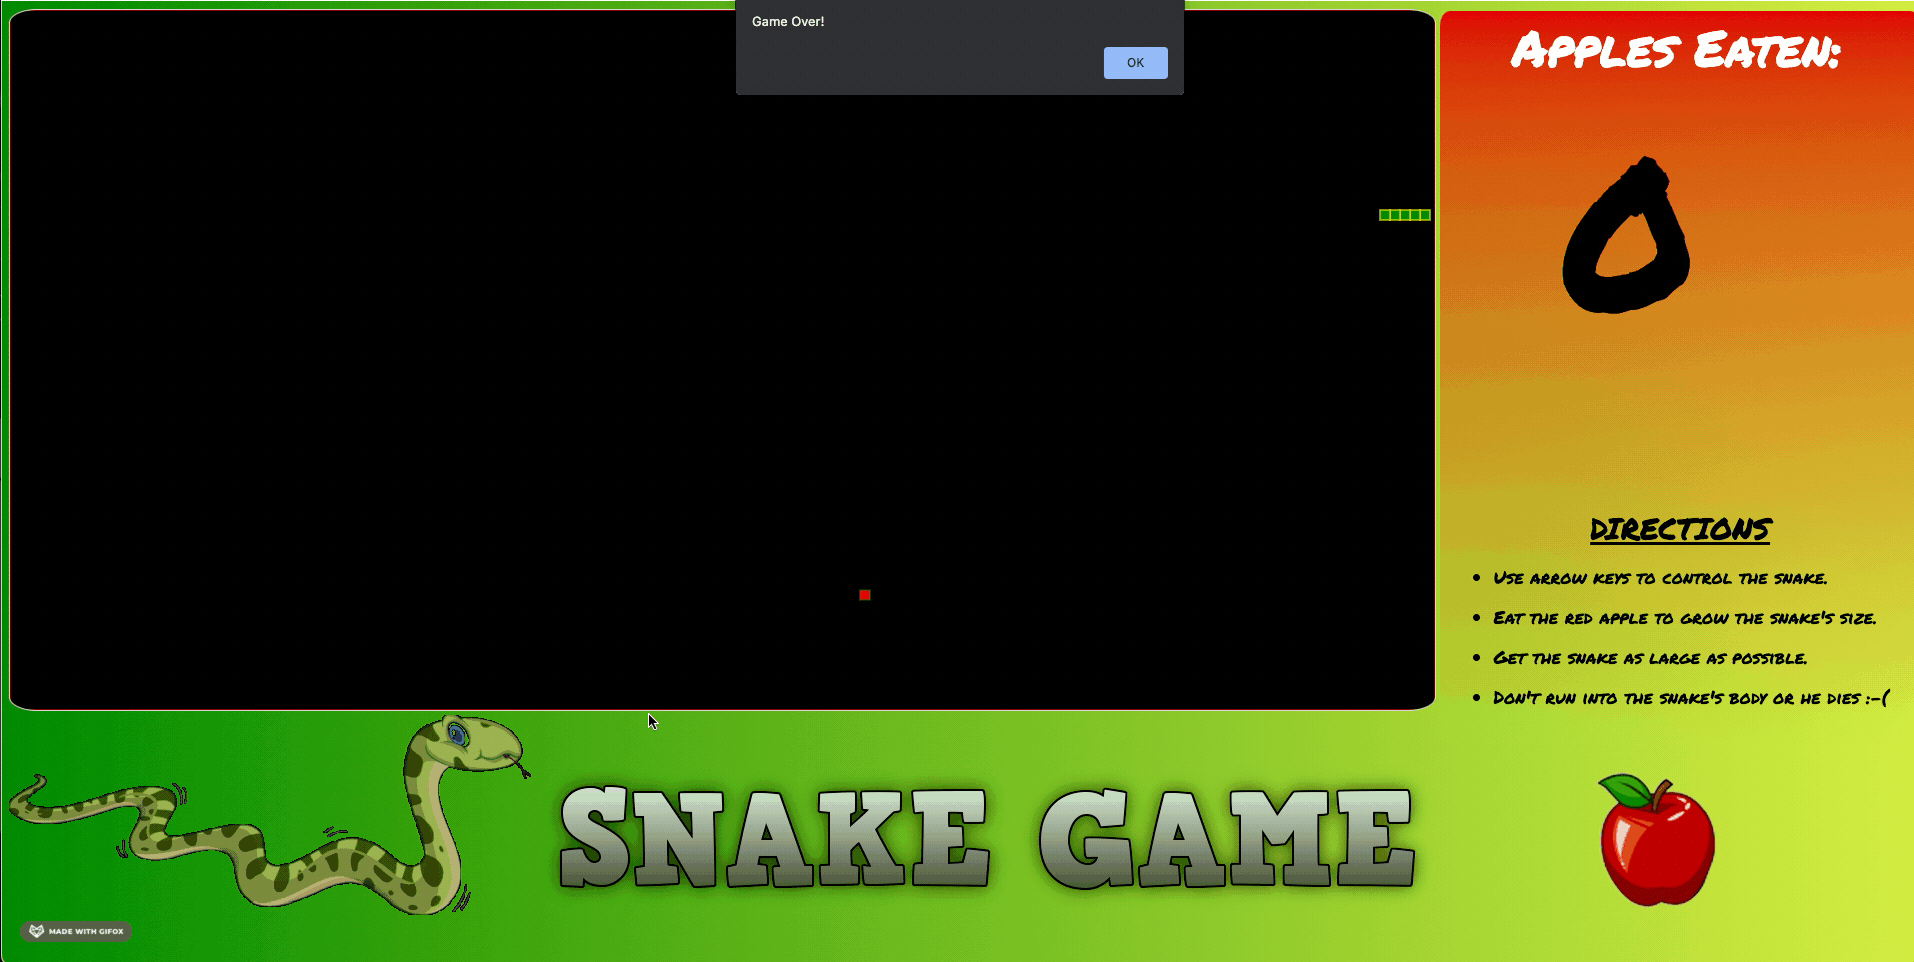 Game Over!
OK
Apples Eaten:
0
DIRECTIONS
Use arrow keys to control the snake.
Eat the red apple to grow the snake's size.
Get the snake as large as possible.
Don't run into the snake's body or he dies :-(
SNAKE GAME
MADE WITH GIFOX